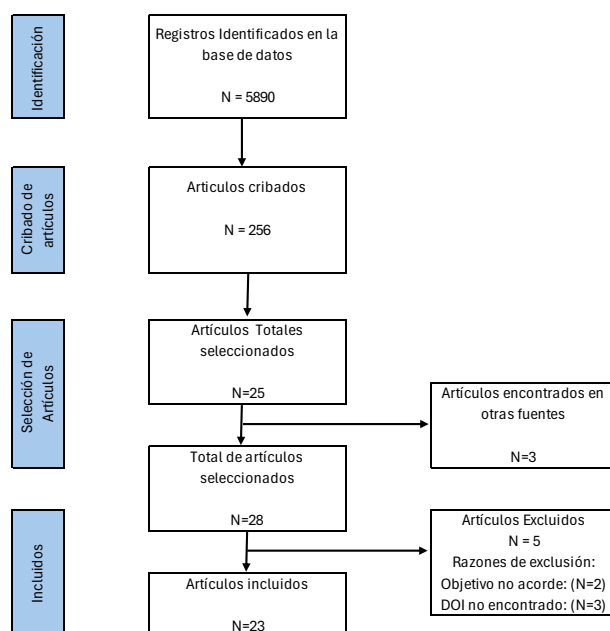 Identificación
Registros Identificados en la
base de datos
N = 5890
Cribado de
artículos
Articulos cribados
N = 256
Selección de
Artículos
Artículos Totales
seleccionados
N=25
Artículos encontrados en
otras fuentes
N=3
Total de artículos
seleccionados
N=28
Incluidos
Artículos Excluidos
N = 5
Razones de exclusión:
Objetivo no acorde: (N=2)
DOI no encontrado: (N=3)
Artículos incluidos
N=23